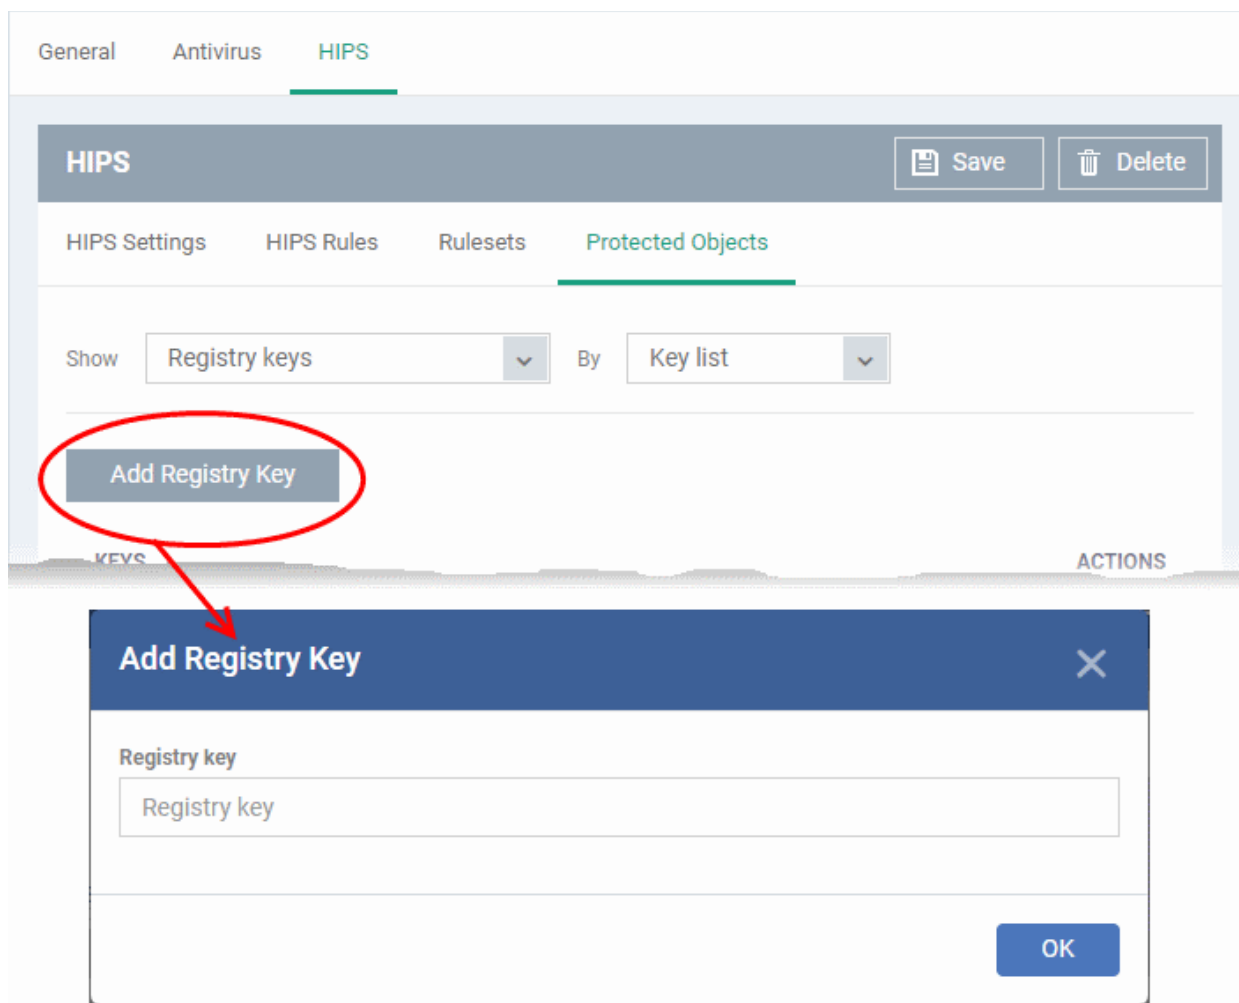 General Antivirus HIPS
HIPS Save Delete
HIPS Settings HIPS Rules Rulesets Protected Objects
Show Registry keys By Key list
Add Registry Key
KEYS ACTIONS
Add Registry Key
Registry key
Registry key
OK